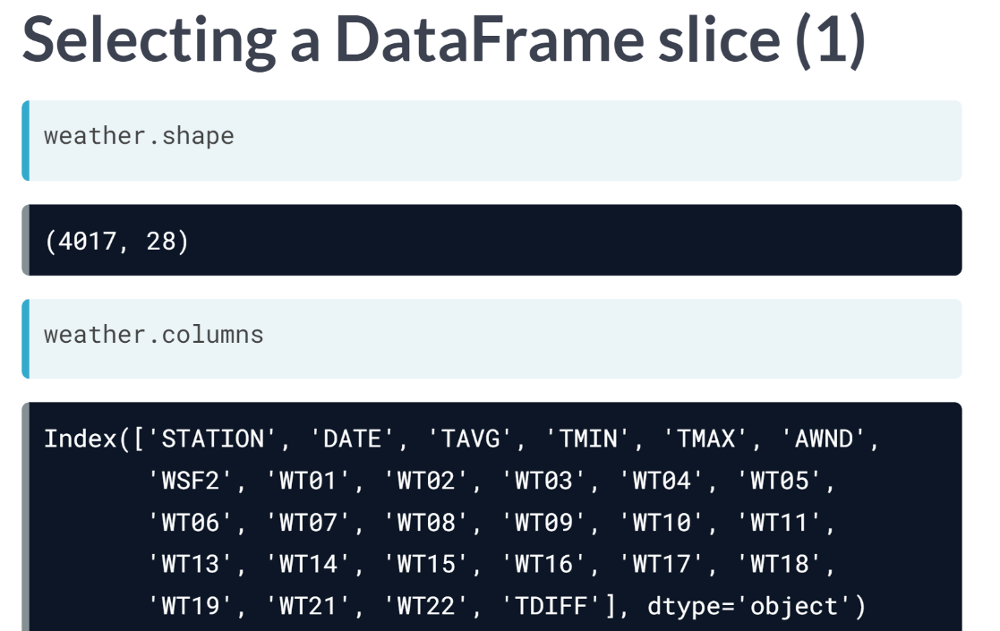 Selecting a DataFrame slice (1)
weather.shape
(4017, 28)
weather.columns
Index(['STATION', 'DATE', 'TAVG', 'TMIN', 'TMAX', 'AWND',
'WSF2', 'WT01', 'WT02', 'WT03', 'WT04', 'WT05',
'WT06', 'WT07', 'WT08', 'WT09', 'WT10', 'WT11',
'WT13', 'WT14', 'WT15', 'WT16', 'WT17', 'WT18',
'WT19', 'WT21', 'WT22', 'TDIFF'], dtype='object')